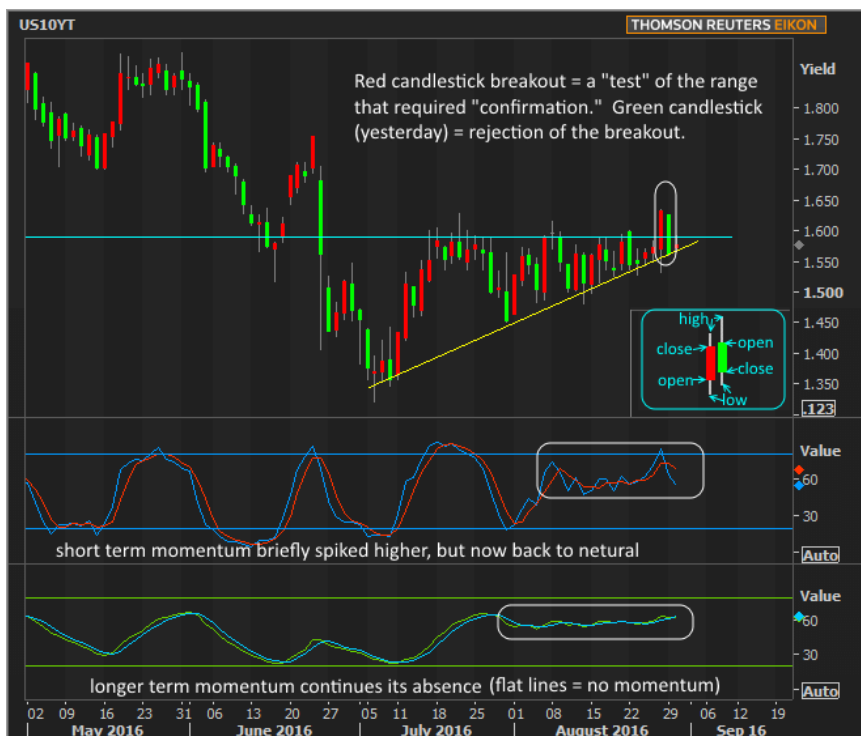 US10YT
THOMSON REUTERS EIKON
Yield
Red candlestick breakout = a "test" of the range
that required "confirmation." Green candlestick
(yesterday) = rejection of the breakout.
1.800
1.750
1.700
1.650
1.600
1.550
1.500
1.450
1.400
1.350
.123
high
open
close
close
open
low
Value
60
30
Auto
short term momentum briefly spiked higher, but now back to netural
Value
60
30
Auto
longer term momentum continues its absence (flat lines = no momentum)
02 09 16 23 31 06 13 20 27 05 11 18 25 01 08 15 22 29 06 12 19
May 2016 June 2016 July 2016 August 2016 Sep 16